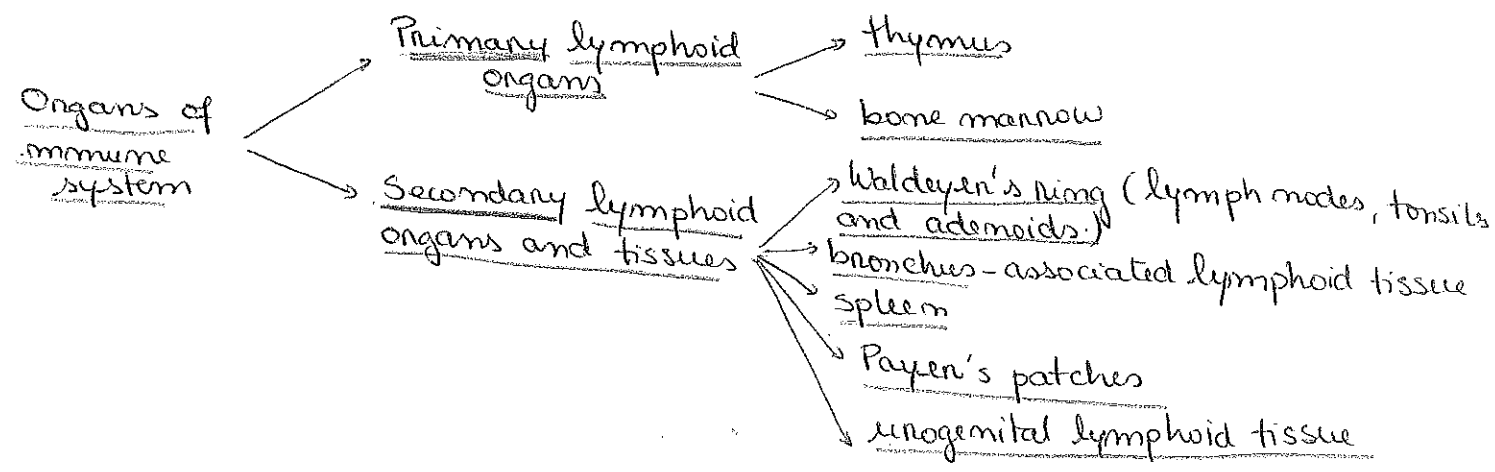 Organs of
.mmune
system
Primary lymphoid
organs
thymus
bone marrow
Secondary lymphoid
organs and tissues
Waldeyer's ring (lymph nodes, tonsils
and adenoids.)
bronchus-associated lymphoid tissue
spleen
Payer's patches
urogenital lymphoid tissue